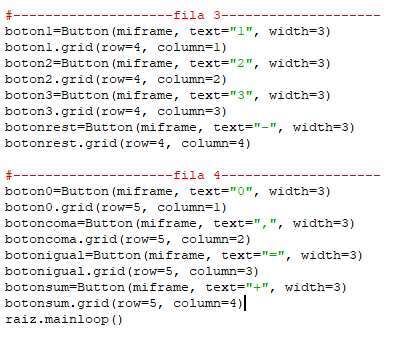 #--------------------fila 3--------------------
boton1=Button(miframe, text="1", width=3)
boton1.grid(row=4, column=1)
boton2=Button(miframe, text="2", width=3)
boton2.grid(row=4, column=2)
boton3=Button(miframe, text="3", width=3)
boton3.grid(row=4, column=3)
botonrest=Button(miframe, text="-", width=3)
botonrest.grid(row=4, column=4)
#--------------------fila 4--------------------
boton0=Button(miframe, text="0", width=3)
boton0.grid(row=5, column=1)
botoncoma=Button(miframe, text=",", width=3)
botoncoma.grid(row=5, column=2)
botonigual=Button(miframe, text="=", width=3)
botonigual.grid(row=5, column=3)
botonsum=Button(miframe, text="+", width=3)
botonsum.grid(row=5, column=4)
raiz.mainloop()